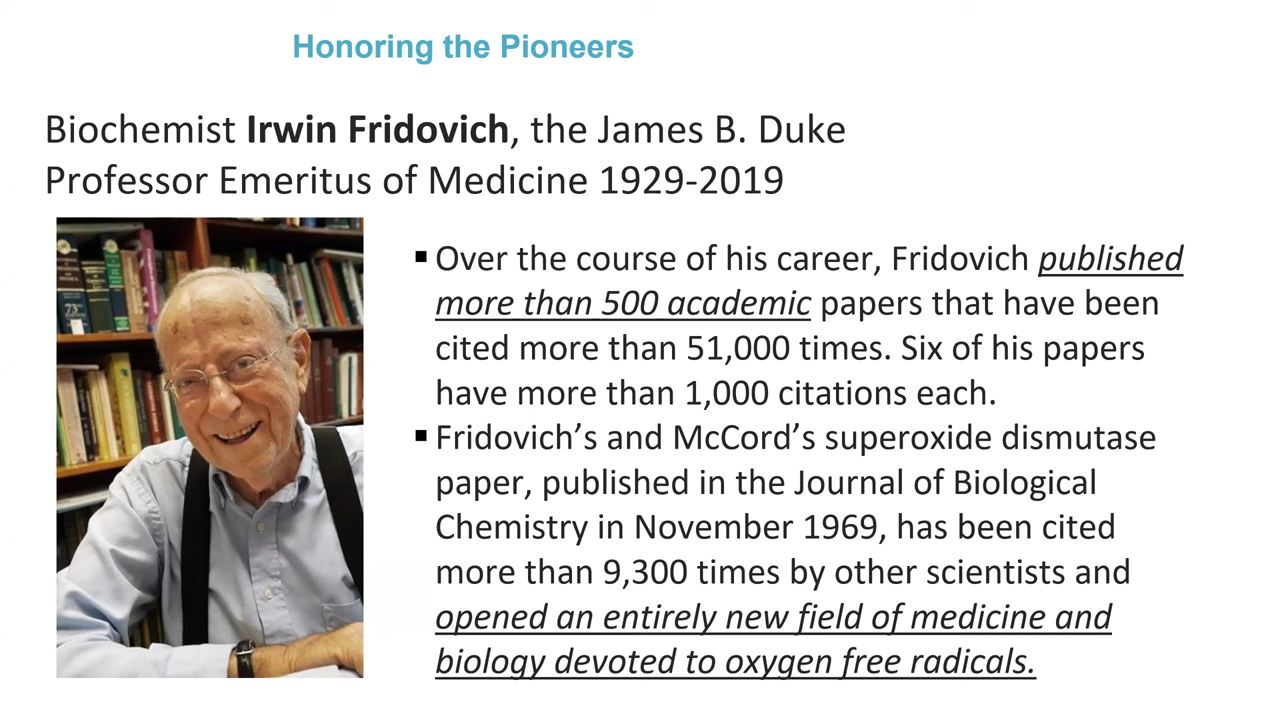 Honoring the Pioneers
Biochemist Irwin Fridovich, the James B. Duke
Professor Emeritus of Medicine 1929-2019
▪ Over the course of his career, Fridovich published
more than 500 academic papers that have been
cited more than 51,000 times. Six of his papers
have more than 1,000 citations each.
▪ Fridovich’s and McCord’s superoxide dismutase
paper, published in the Journal of Biological
Chemistry in November 1969, has been cited
more than 9,300 times by other scientists and
opened an entirely new field of medicine and
biology devoted to oxygen free radicals.
73